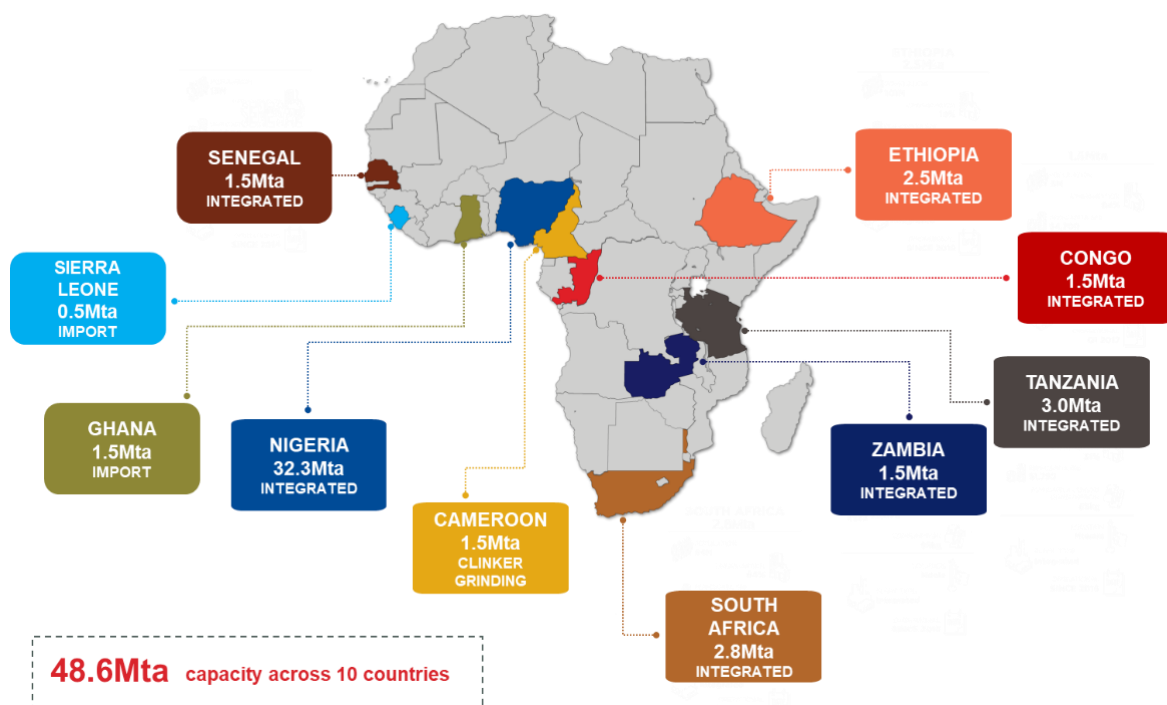 SENEGAL
1.5Mta
INTEGRATED
ETHIOPIA
2.5Mta
INTEGRATED
SIERRA
LEONE
0.5Mta
IMPORT
CONGO
1.5Mta
INTEGRATED
GHANA
1.5Mta
IMPORT
NIGERIA
32.3Mta
INTEGRATED
TANZANIA
3.0Mta
INTEGRATED
ZAMBIA
1.5Mta
INTEGRATED
CAMEROON
1.5Mta
CLINKER
GRINDING
SOUTH
AFRICA
2.8Mta
INTEGRATED
48.6Mta capacity across 10 countries